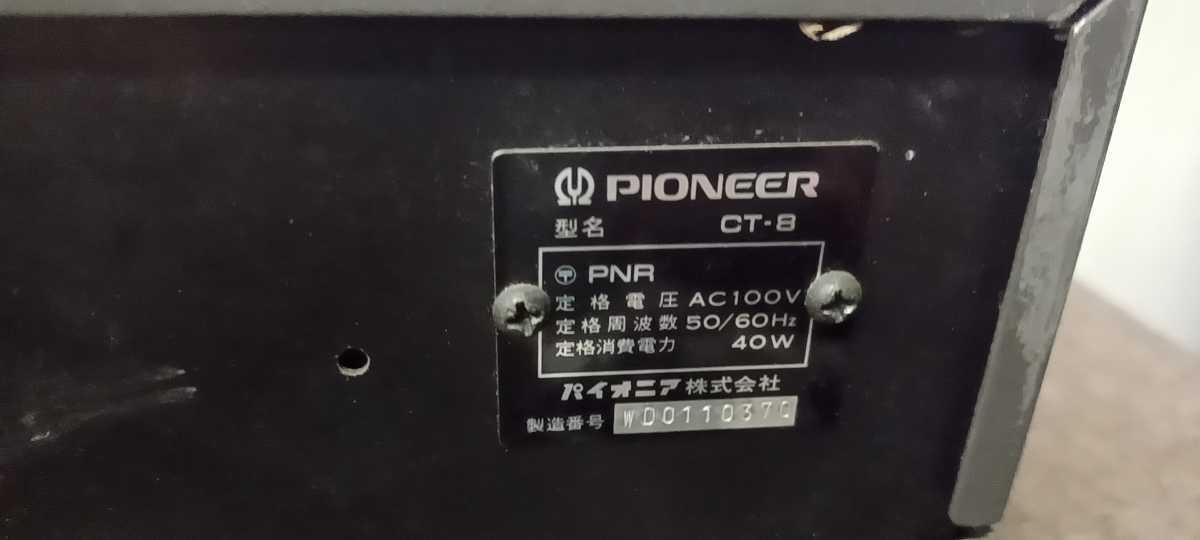 PIONEER
型名 CT-8
〒 PNR
定格電圧 AC100V
定格周波数 50/60Hz
定格消費電力 40W
パイオニア株式会社
製造番号 WD0110370